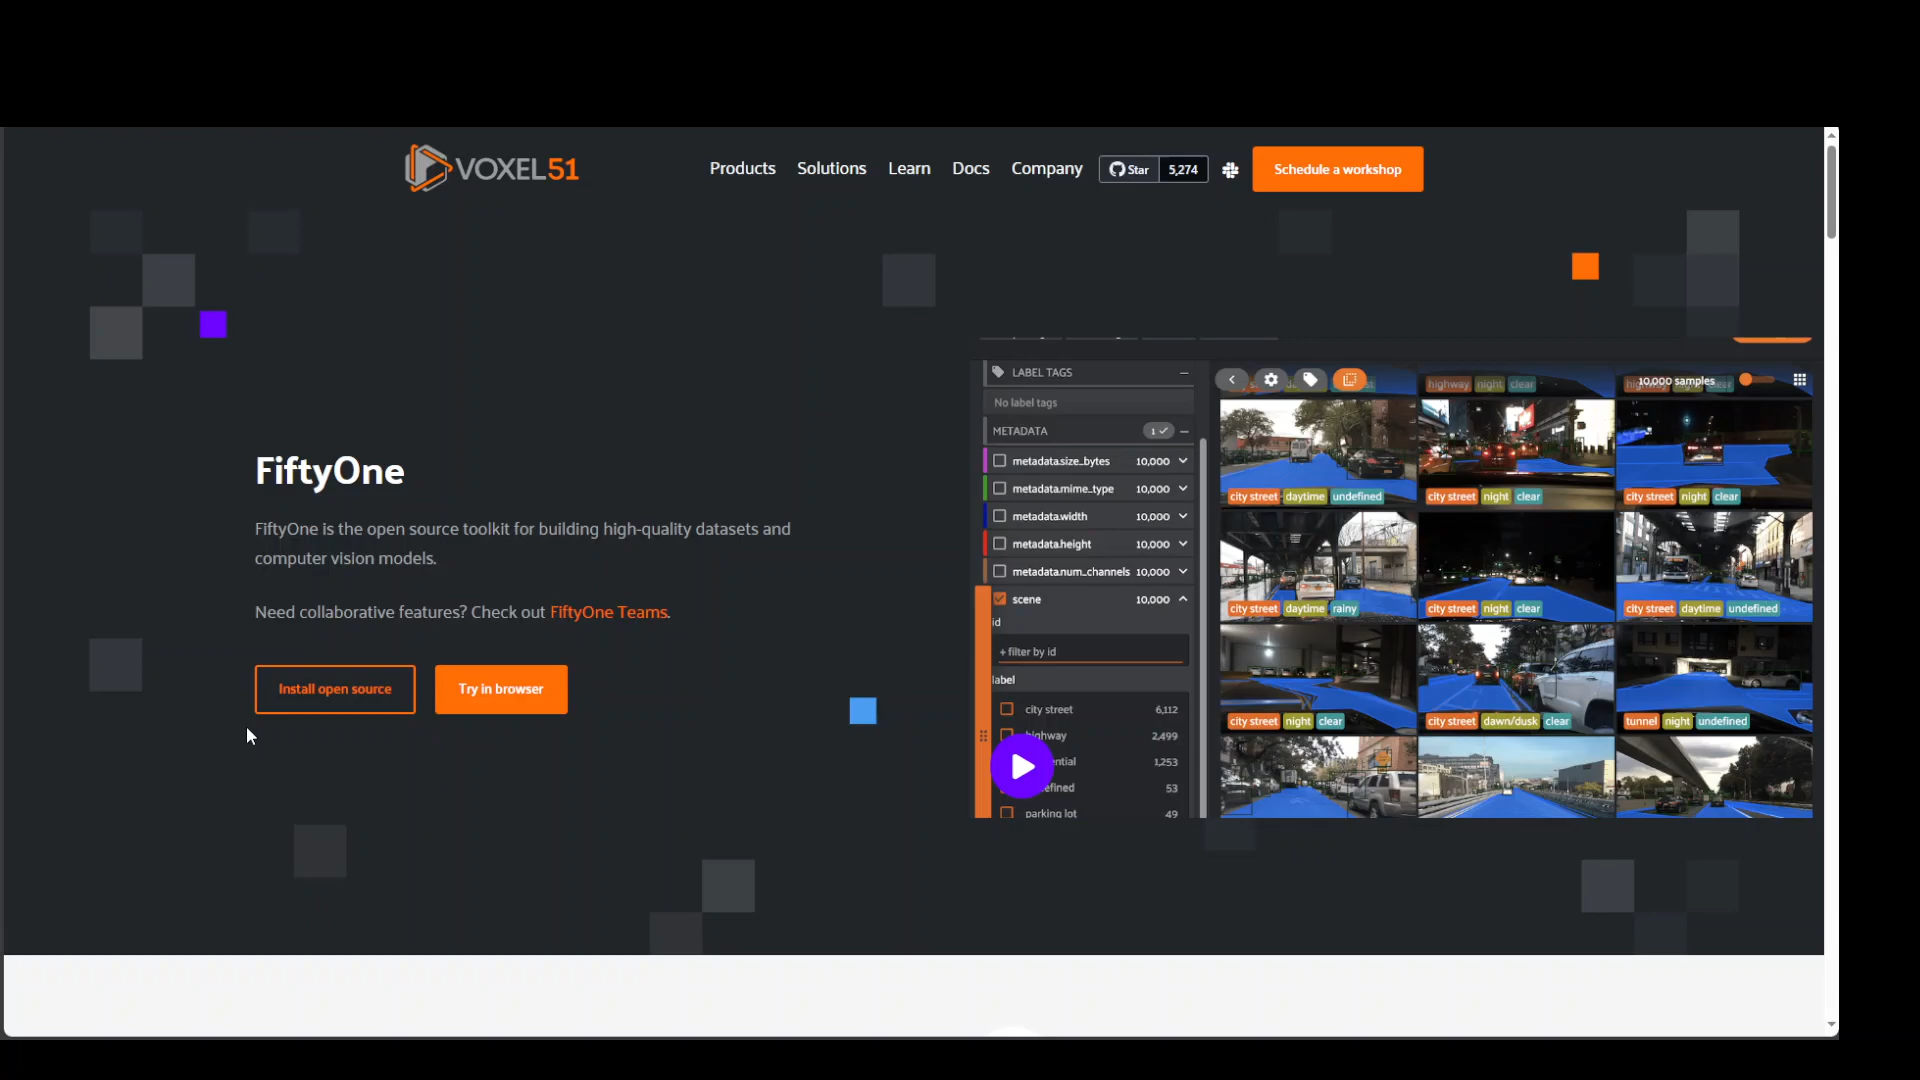 VOXEL51
Products Solutions Learn Docs Company Star 5,274 Schedule a workshop
FiftyOne
FiftyOne is the open source toolkit for building high-quality datasets and
computer vision models.
Need collaborative features? Check out FiftyOne Teams.
Install open source Try in browser
LABEL TAGS
No label tags
METADATA 1
metadata.size_bytes 10,000
metadata.mime_type 10,000
metadata.width 10,000
metadata.height 10,000
metadata.num_channels 10,000
scene 10,000
id
+ filter by id
label
city street 6,112
highway 2,499
ential 1,253
efined 53
parking lot 49
10,000 samples
highway night clear
city street daytime undefined
city street night clear
city street night clear
city street daytime rainy
city street night clear
city street daytime undefined
city street night clear
city street dawn/dusk clear
tunnel night undefined